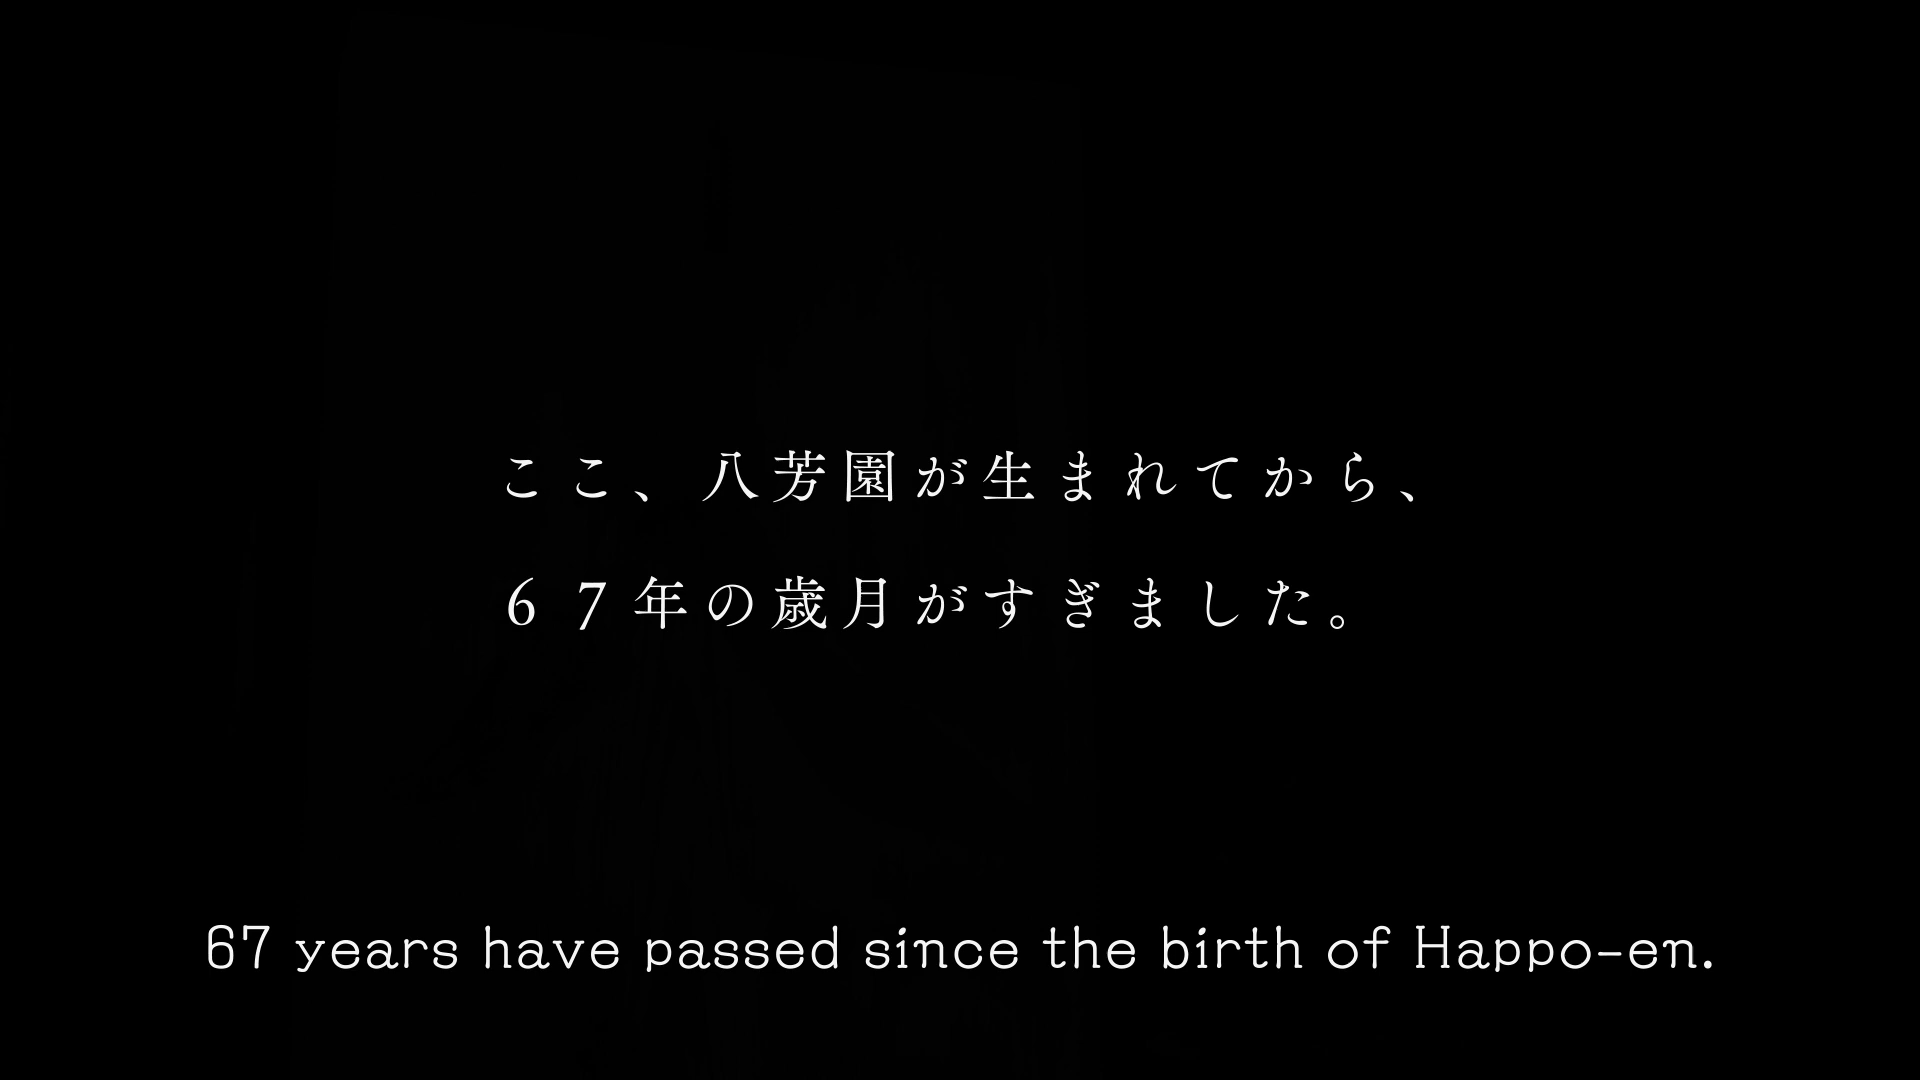 ここ、八芳園が生まれてから、
６７年の歳月がすぎました。
67 years have passed since the birth of Happo-en.